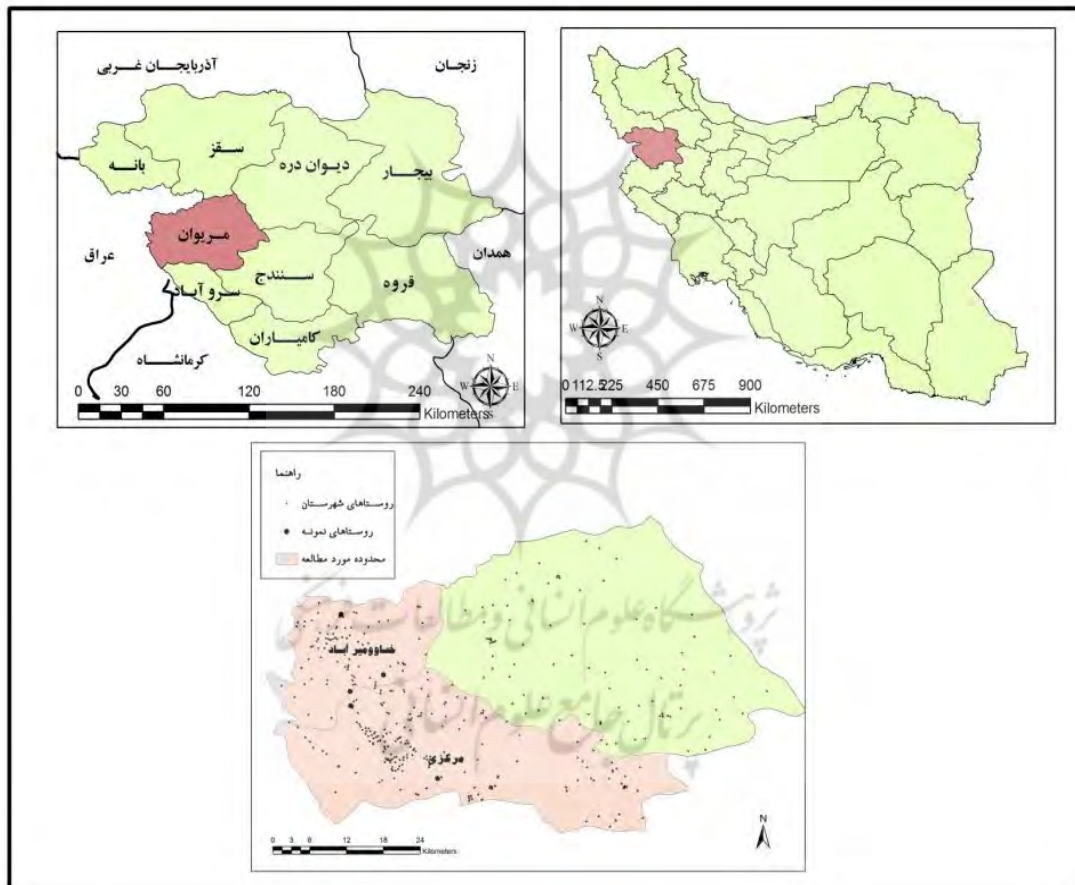 آذربایجان غربی
زنجان
سقز
بانه
دیوان دره
بیجار
مریوان
عراق
همدان
سنندج
قروه
سرو آباد
کامیاران
کرمانشاه
N
W E
S
0 30 60 120 180 240
Kilometers
N
W E
S
0 112.5 225 450 675 900
Kilometers
راهنما
روستاهای شهرستان
روستاهای نمونه
محدوده مورد مطالعه
خاوومیرآباد
مرکزی
پژوهشگاه علوم انسانی و مطالعات فرهنگی
پرتال جامع علوم انسانی
N
0 3 6 12 18 24
Kilometers